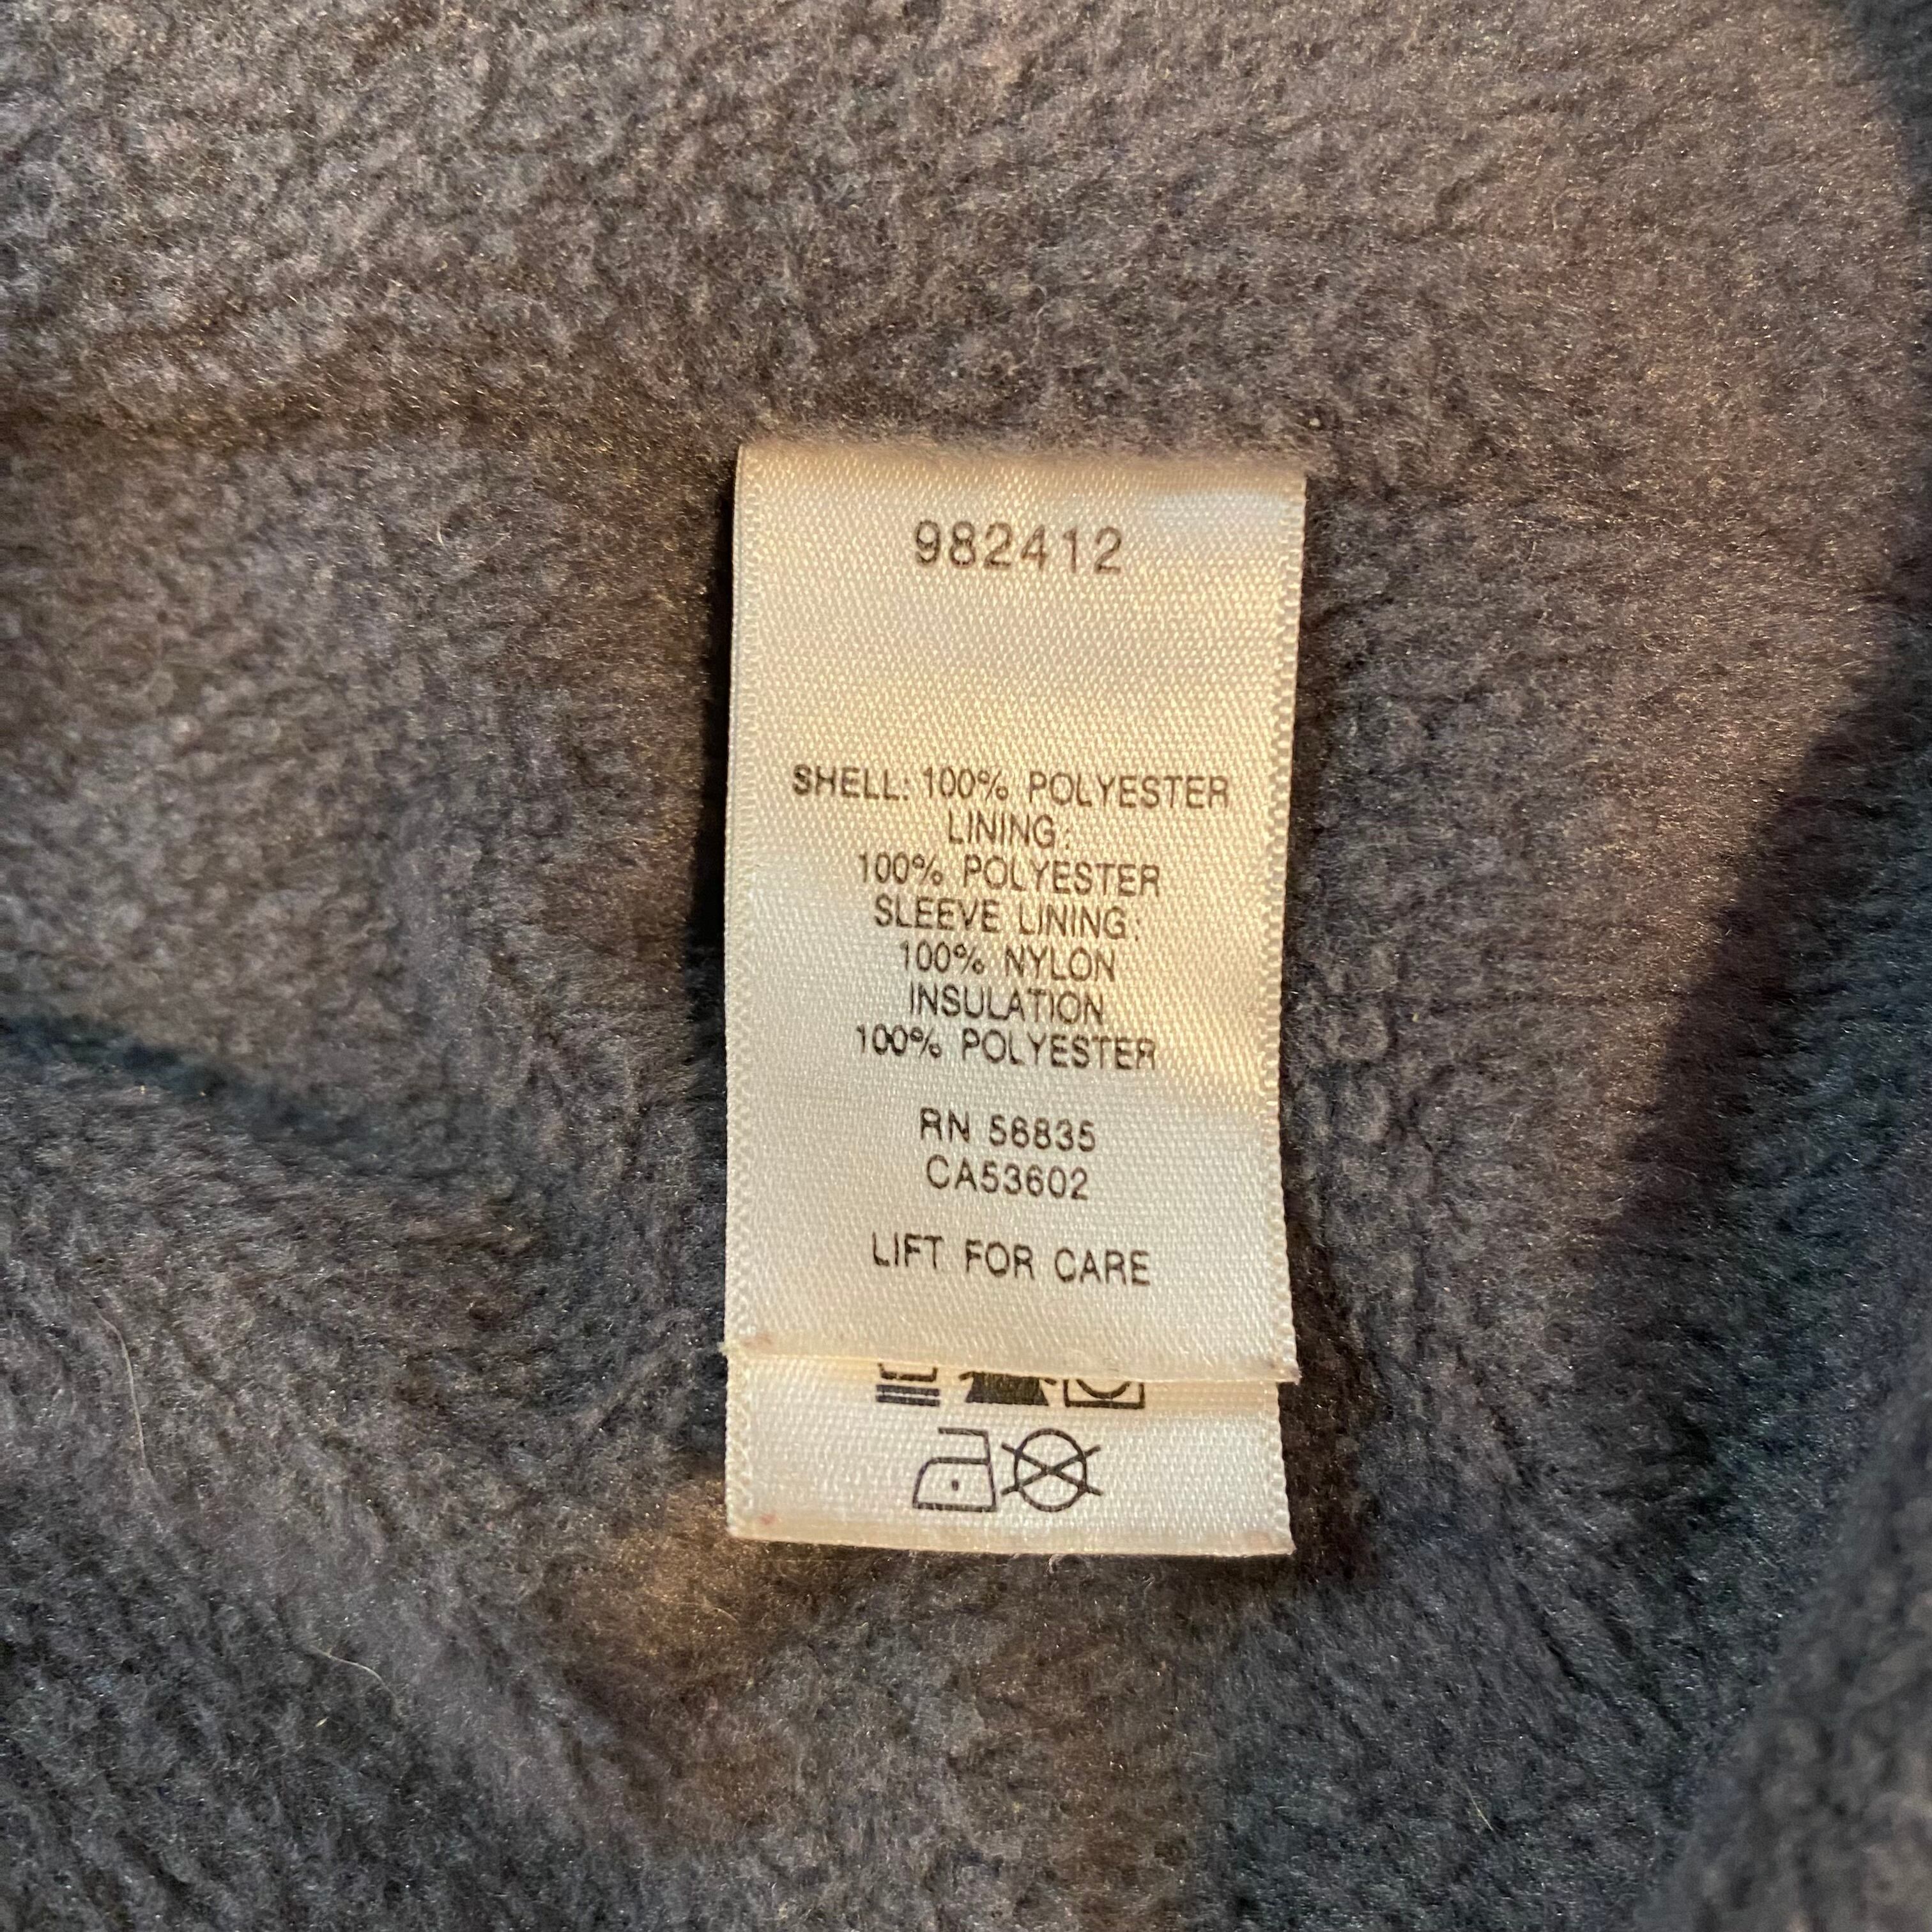 982412
SHELL: 100% POLYESTER
LINING:
100% POLYESTER
SLEEVE LINING:
100% NYLON
INSULATION
100% POLYESTER
RN 56835
CA53602
LIFT FOR CARE